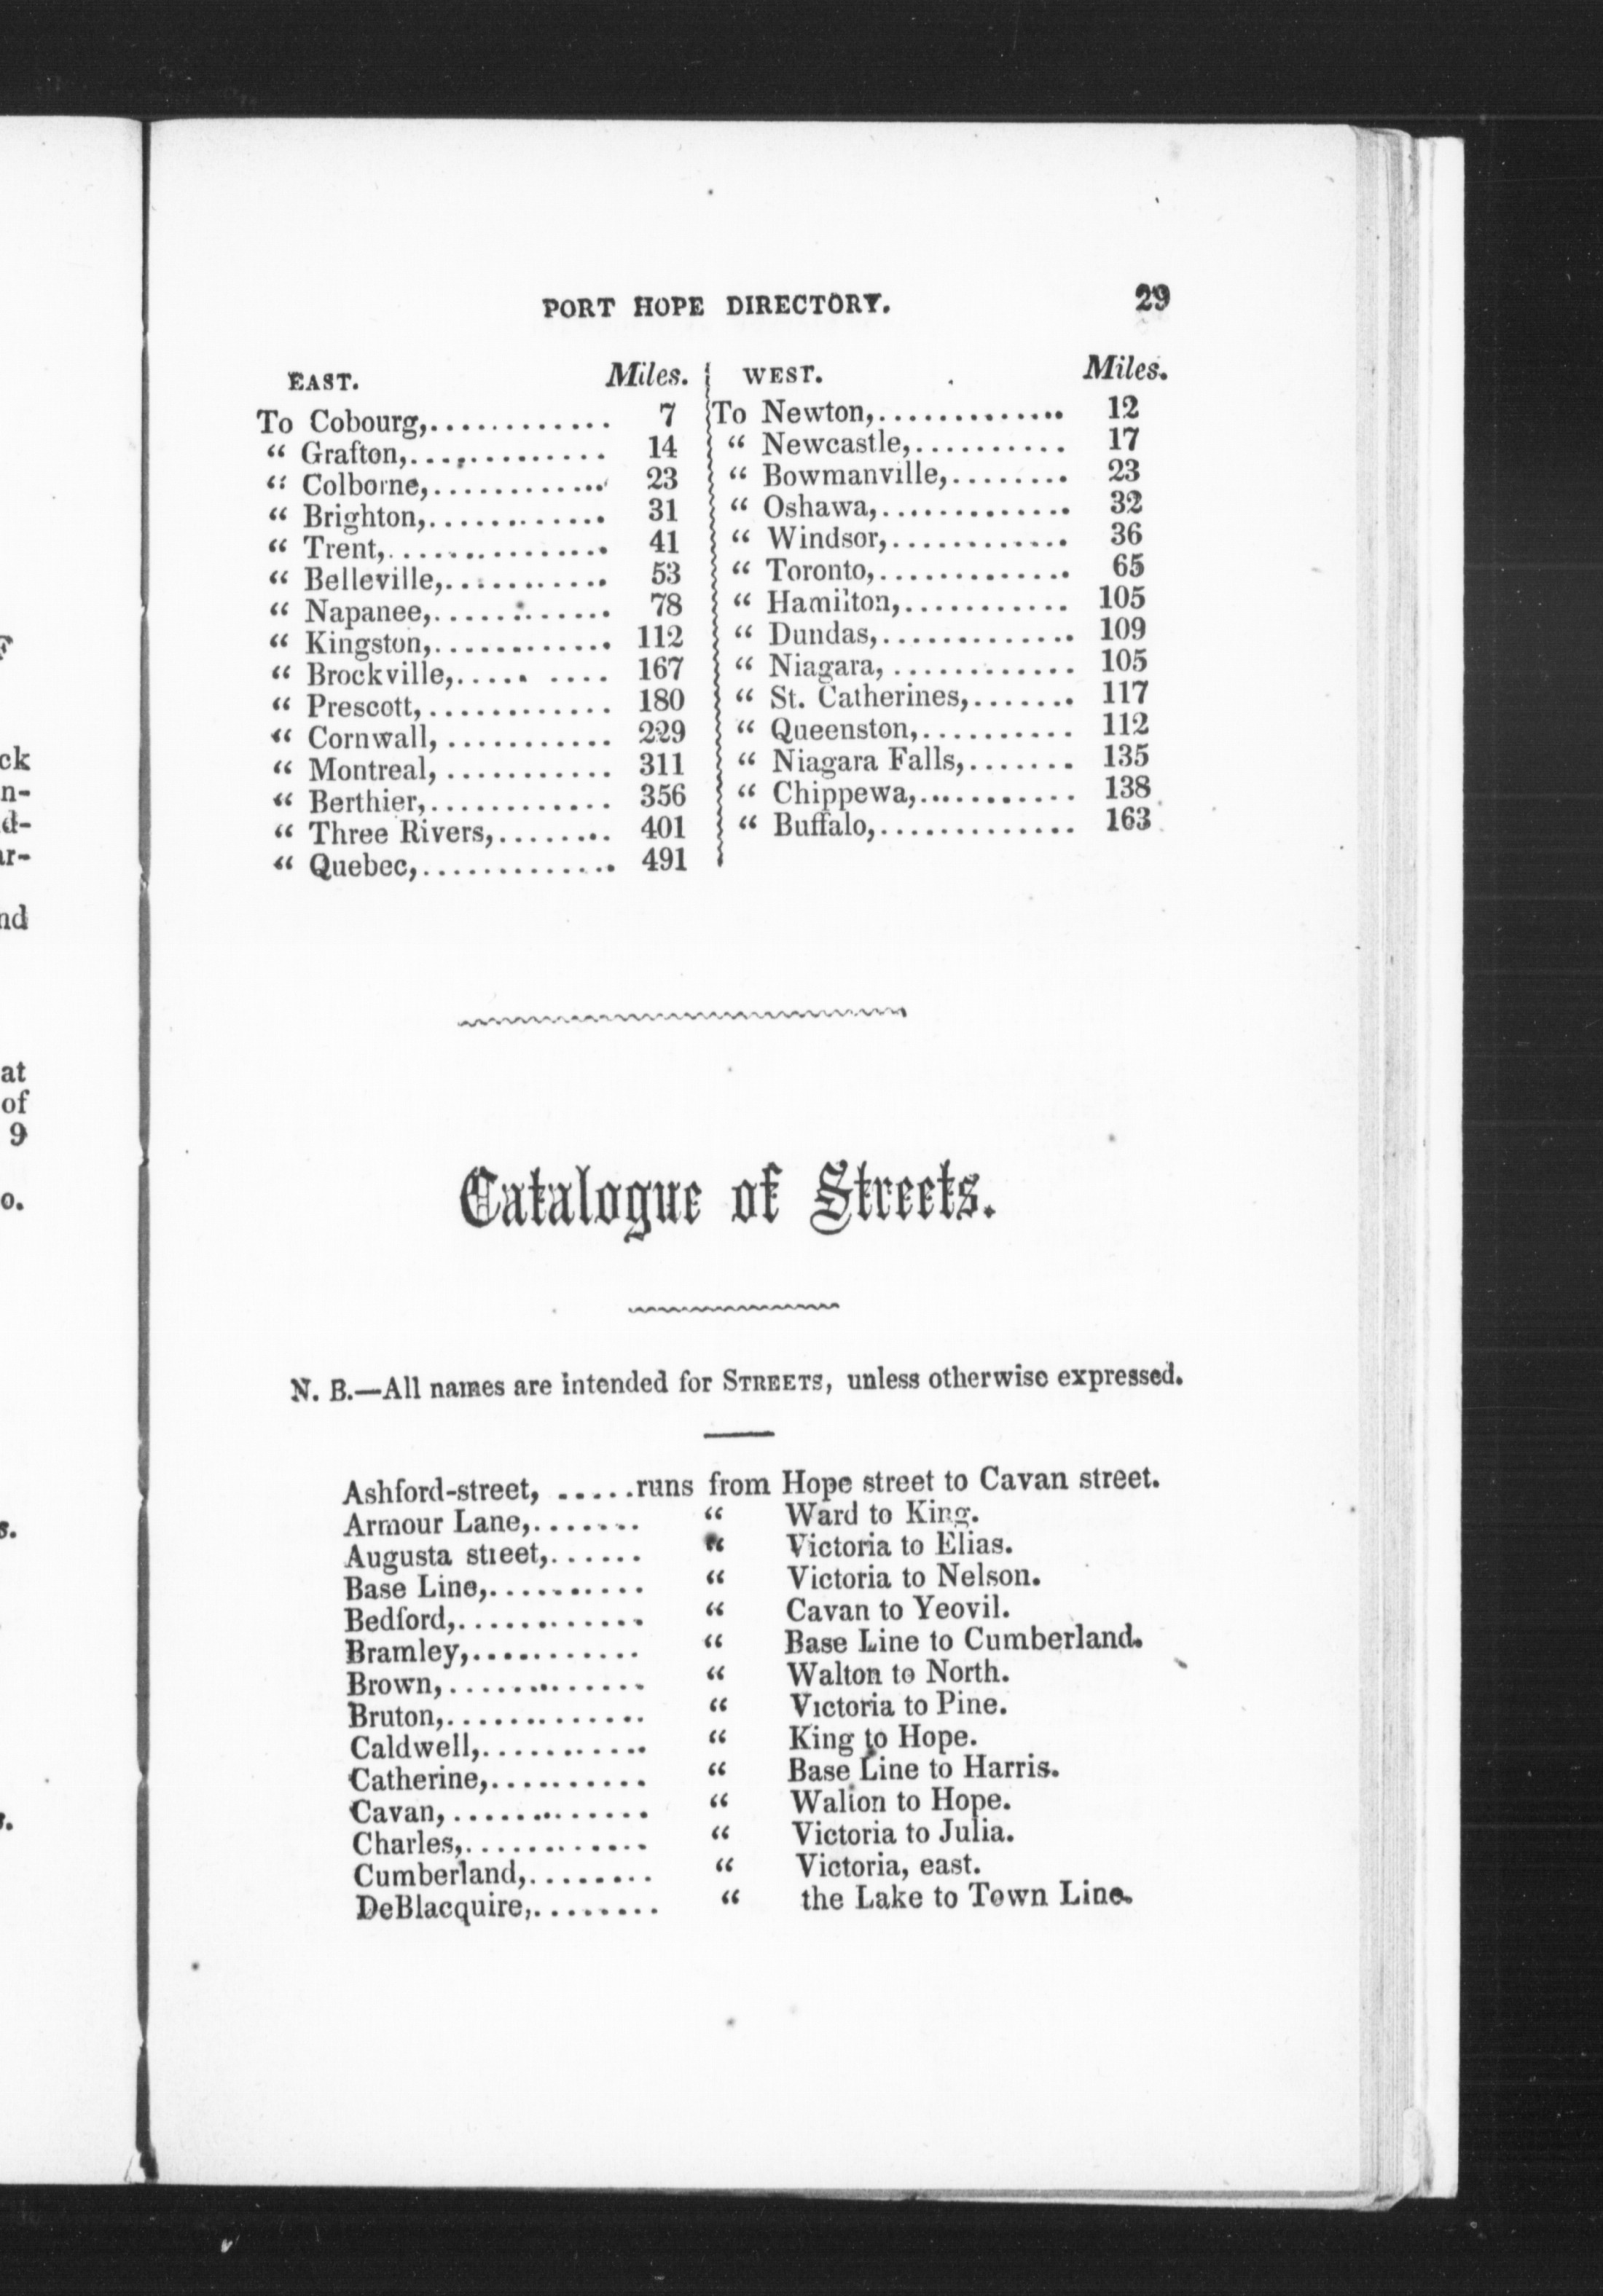 PORT HOPE DIRECTORY. 29
EAST. Miles.
To Cobourg,............ 7
“ Grafton,............. 14
“ Colborne,............ 23
“ Brighton,............ 31
“ Trent,............... 41
“ Belleville,........... 53
“ Napanee,............ 78
“ Kingston,............ 112
“ Brockville,..... .... 167
“ Prescott,............ 180
“ Cornwall, ........... 229
“ Montreal, ........... 311
“ Berthier,............ 356
“ Three Rivers,........ 401
“ Quebec,............. 491
WEST. Miles.
To Newton,............. 12
“ Newcastle,.......... 17
“ Bowmanville,........ 23
“ Oshawa,............. 32
“ Windsor,............ 36
“ Toronto,............. 65
“ Hamilton,........... 105
“ Dundas,............. 109
“ Niagara, ............ 105
“ St. Catherines,....... 117
“ Queenston,.......... 112
“ Niagara Falls,....... 135
“ Chippewa,........... 138
“ Buffalo,............. 163
Catalogue of Streets.
N. B.—All names are intended for STREETS, unless otherwise expressed.
Ashford-street, .....runs from Hope street to Cavan street.
Armour Lane,....... “ Ward to King.
Augusta street,...... “ Victoria to Elias.
Base Line,.......... “ Victoria to Nelson.
Bedford,............ “ Cavan to Yeovil.
Bramley,........... “ Base Line to Cumberland.
Brown,............. “ Walton to North.
Bruton,............. “ Victoria to Pine.
Caldwell,........... “ King to Hope.
Catherine,.......... “ Base Line to Harris.
Cavan,............. “ Walton to Hope.
Charles,............ “ Victoria to Julia.
Cumberland,........ “ Victoria, east.
DeBlacquire,........ “ the Lake to Town Line.
ck
n-
d-
ar-
nd
at
of
9
o.
s.